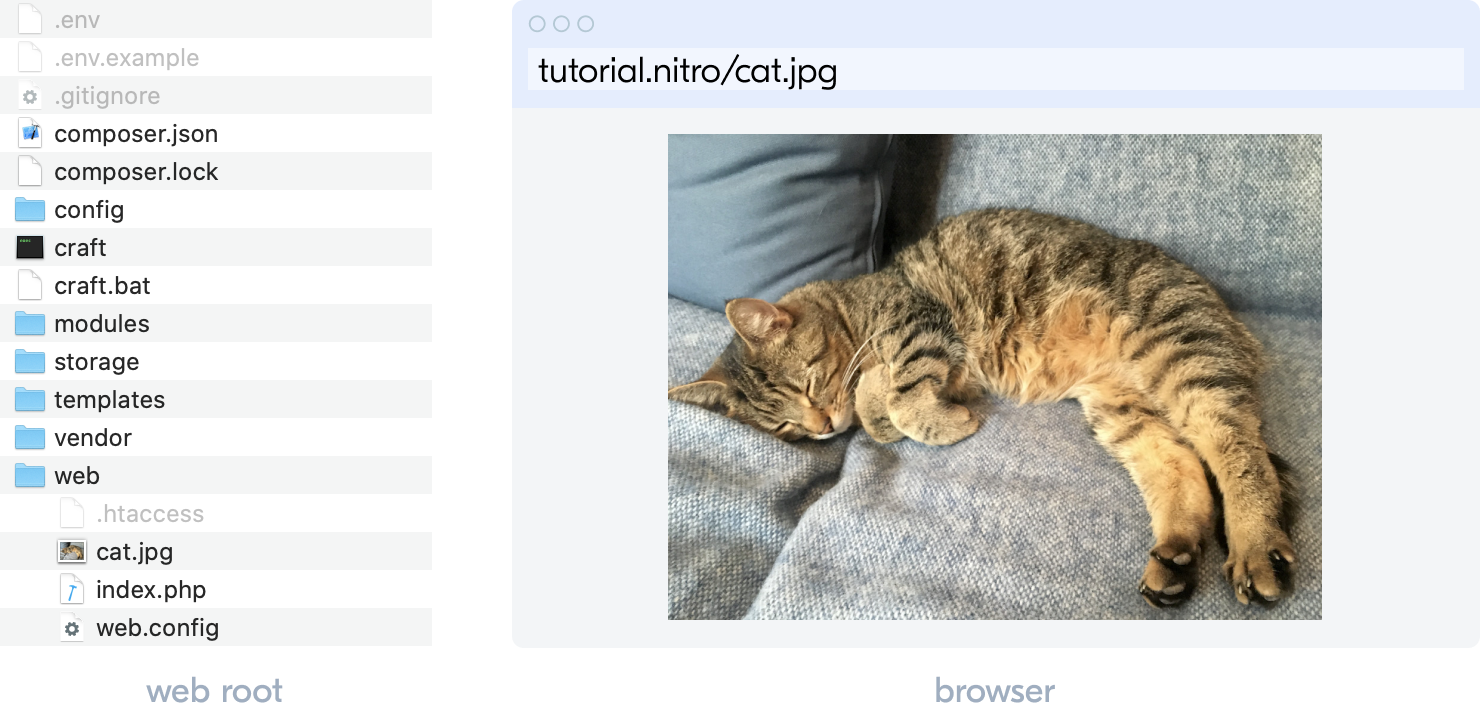 .env
.env.example
.gitignore
composer.json
composer.lock
config
craft
craft.bat
modules
storage
templates
vendor
web
.htaccess
cat.jpg
index.php
web.config
web root
tutorial.nitro/cat.jpg
browser